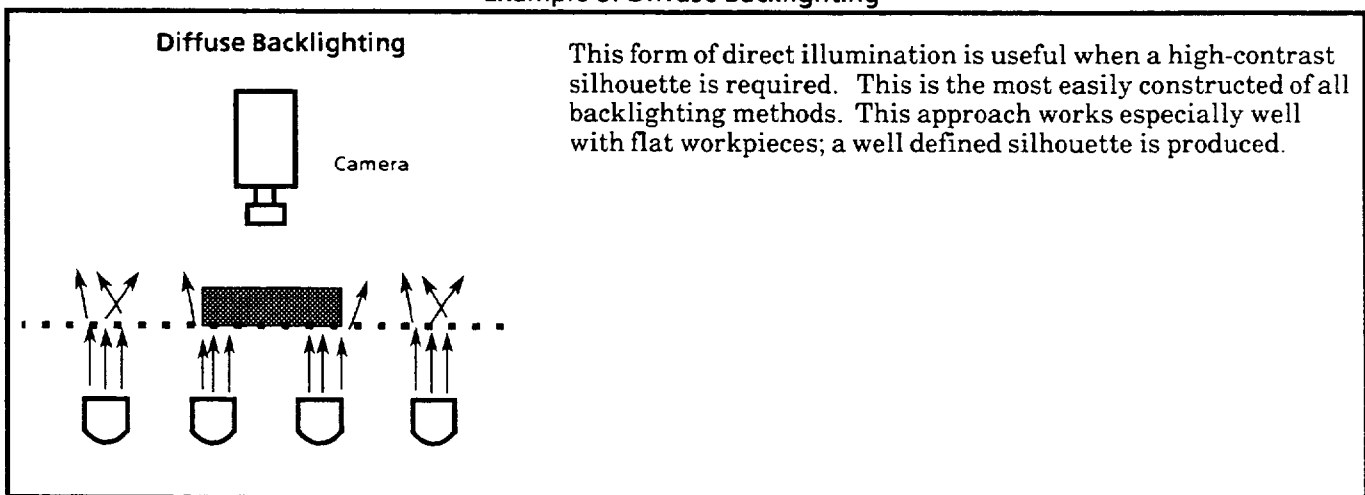 Diffuse Backlighting
Camera
This form of direct illumination is useful when a high-contrast
silhouette is required. This is the most easily constructed of all
backlighting methods. This approach works especially well
with flat workpieces; a well defined silhouette is produced.